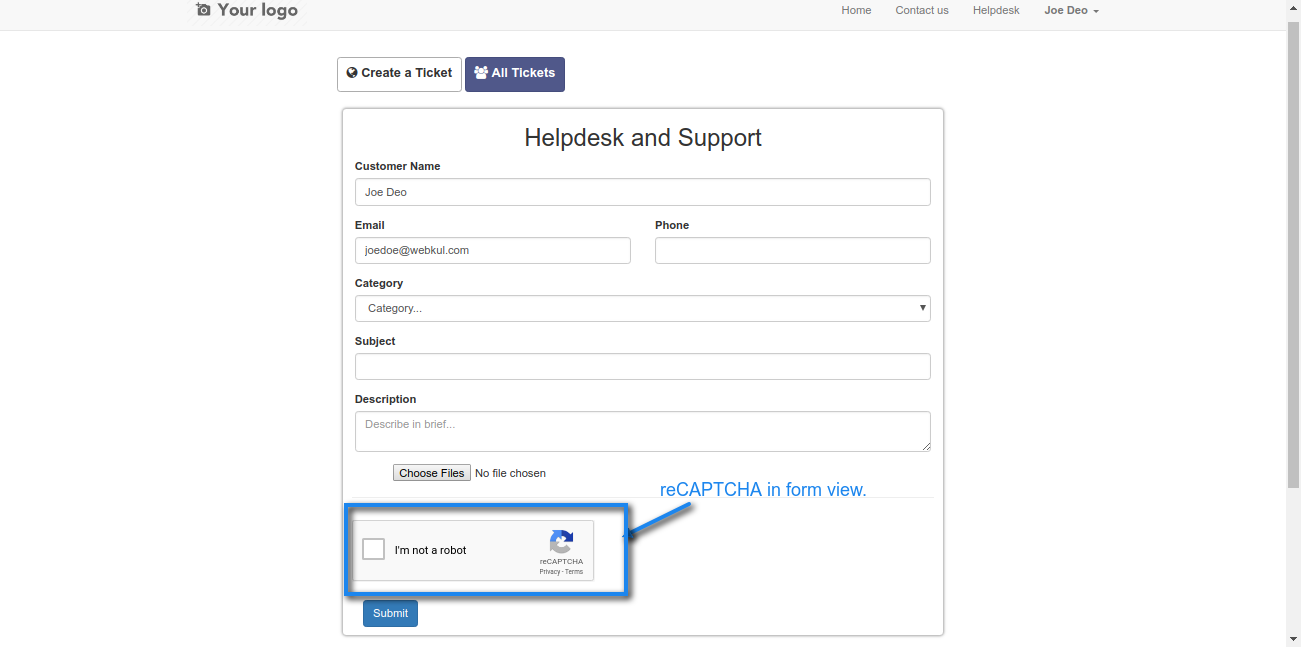 Your logo
Home Contact us Helpdesk Joe Deo
Create a Ticket All Tickets
Helpdesk and Support
Customer Name
Joe Deo
Email Phone
joedoe@webkul.com
Category
Category...
Subject
Description
Describe in brief...
Choose Files No file chosen
reCAPTCHA in form view.
I'm not a robot
reCAPTCHA
Privacy - Terms
Submit